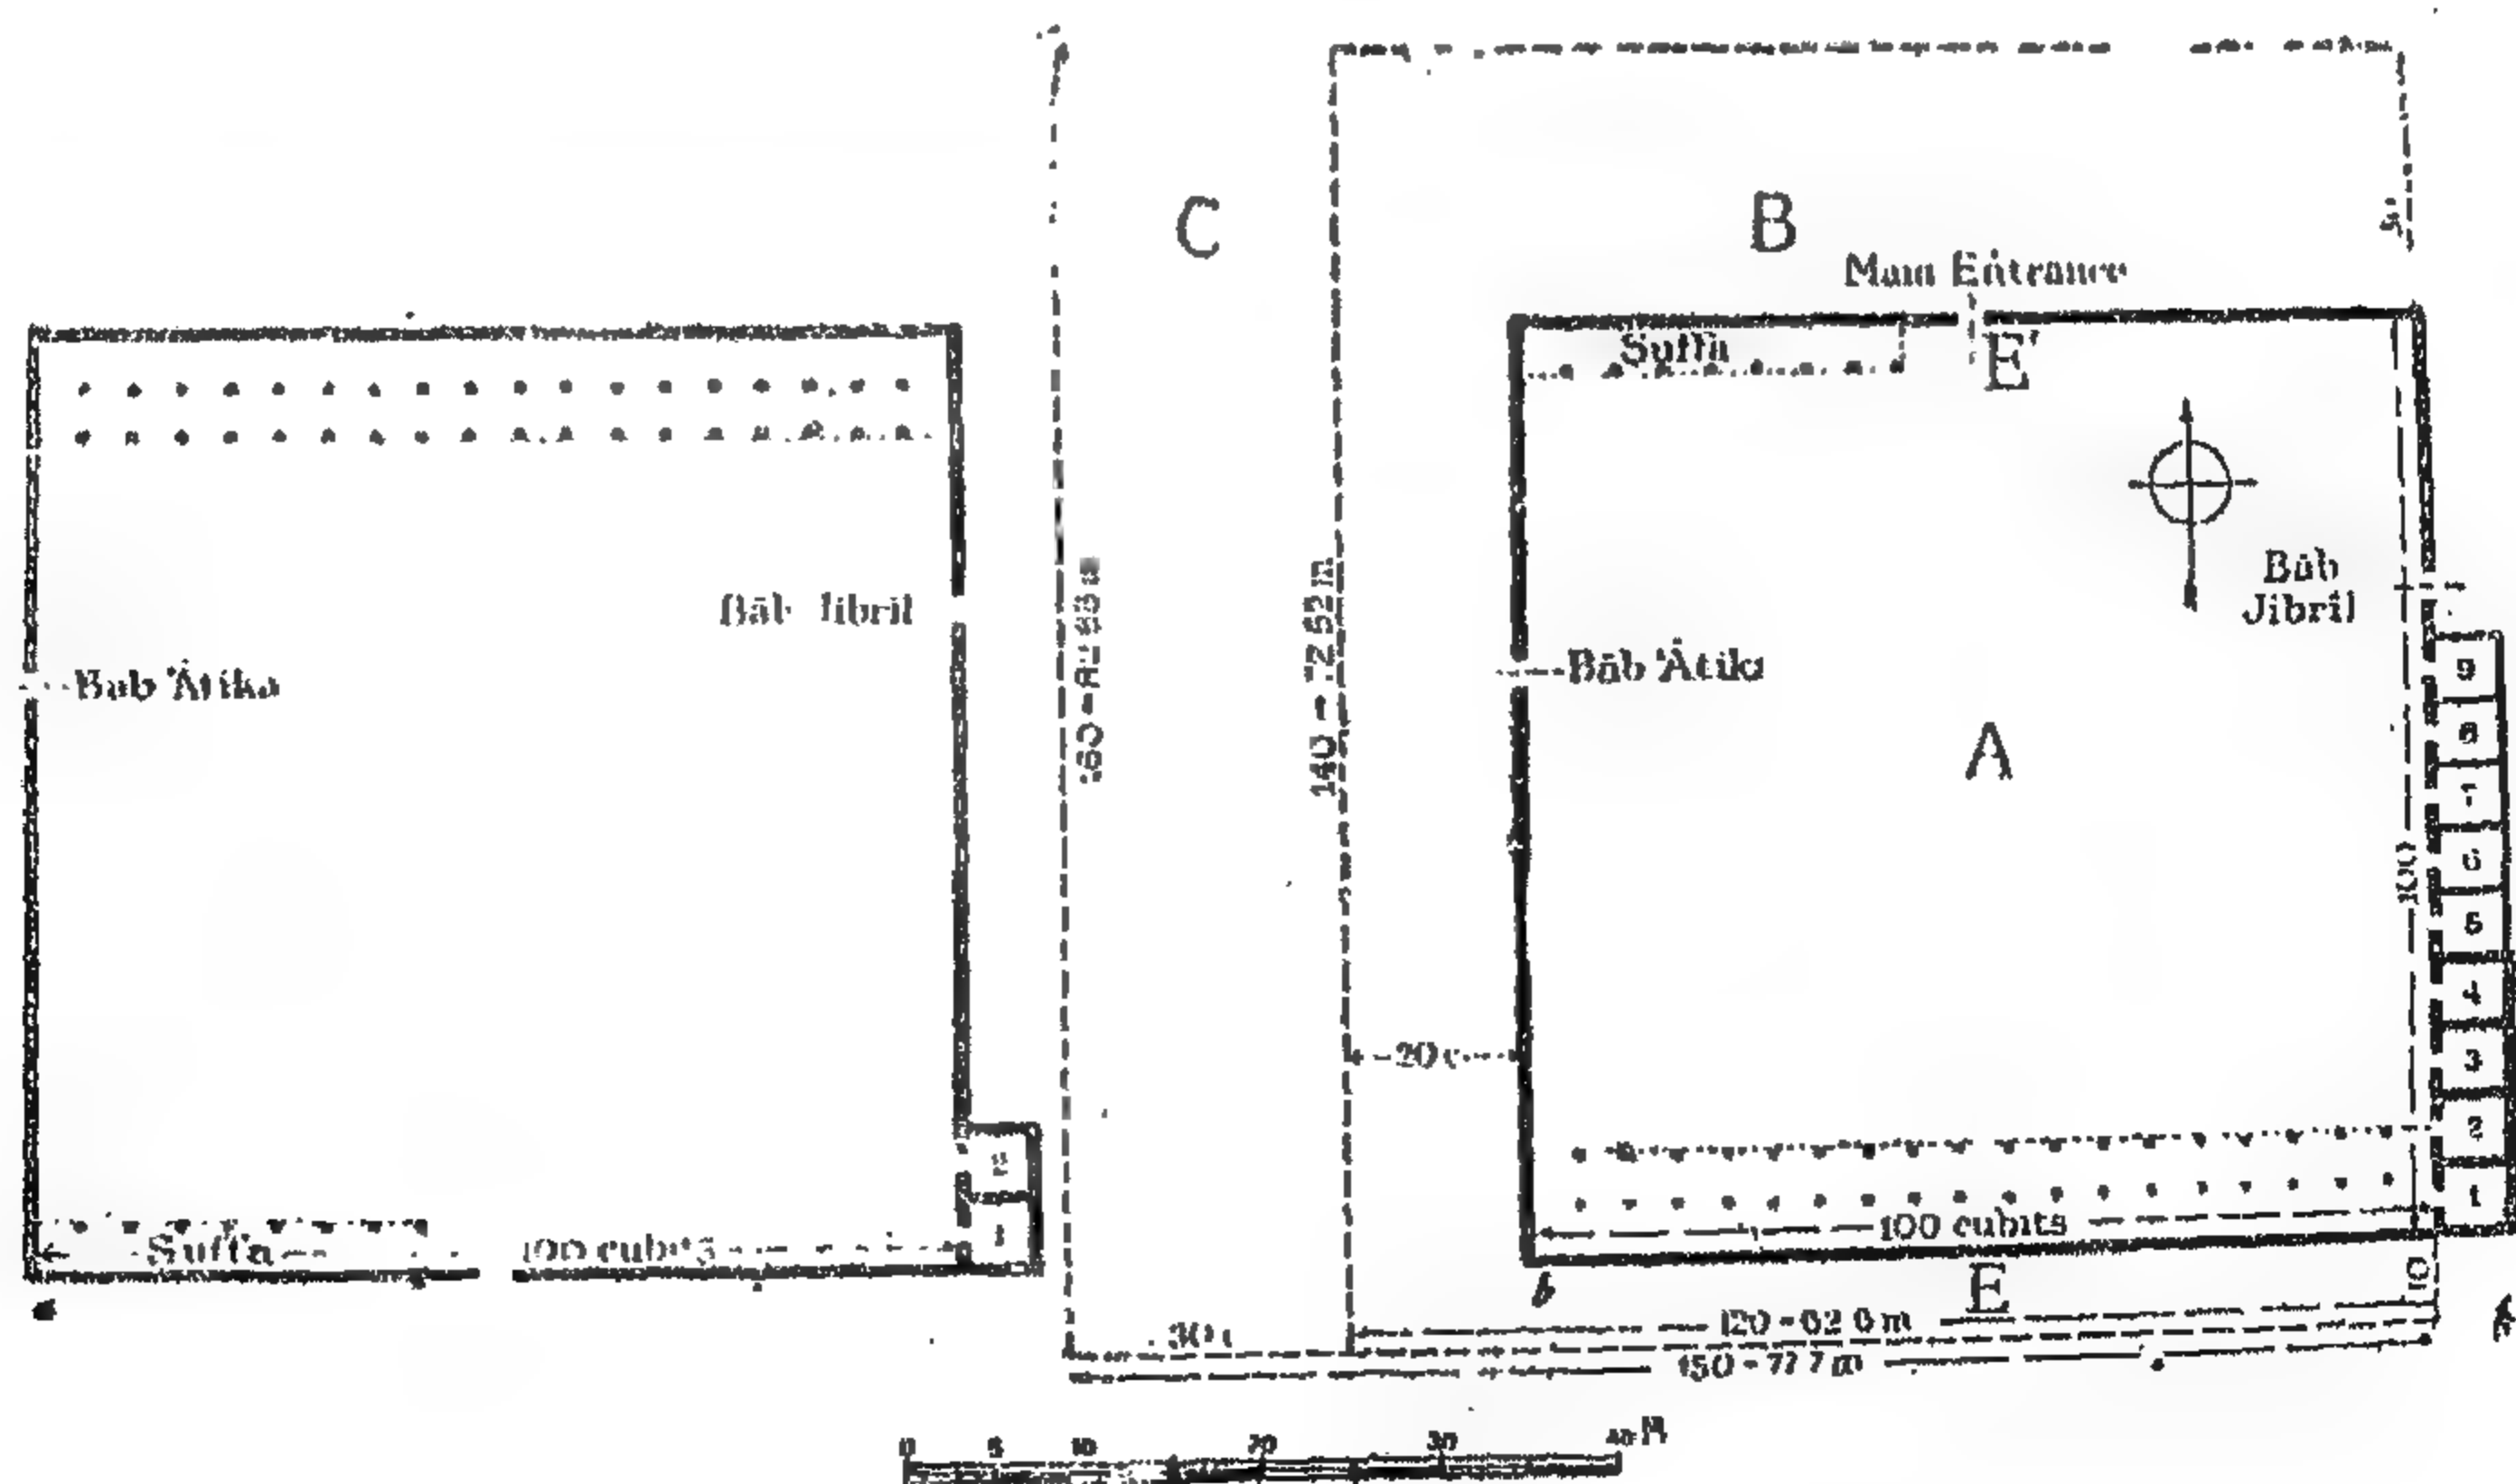 C
B
Main Entrance
Suffa
E'
Bāb Jibril
Bab 'Ātika
Bāb
Jibril
Bāb 'Ātika
A
9
8
7
6
5
4
3
2
1
140 = 72 52 m
100
20 c
2
1
Suffa
100 cubits
100 cubits
E
10
30 c
120 = 62 6 m
150 = 77 7 m
0 5 10 20 30 40 M